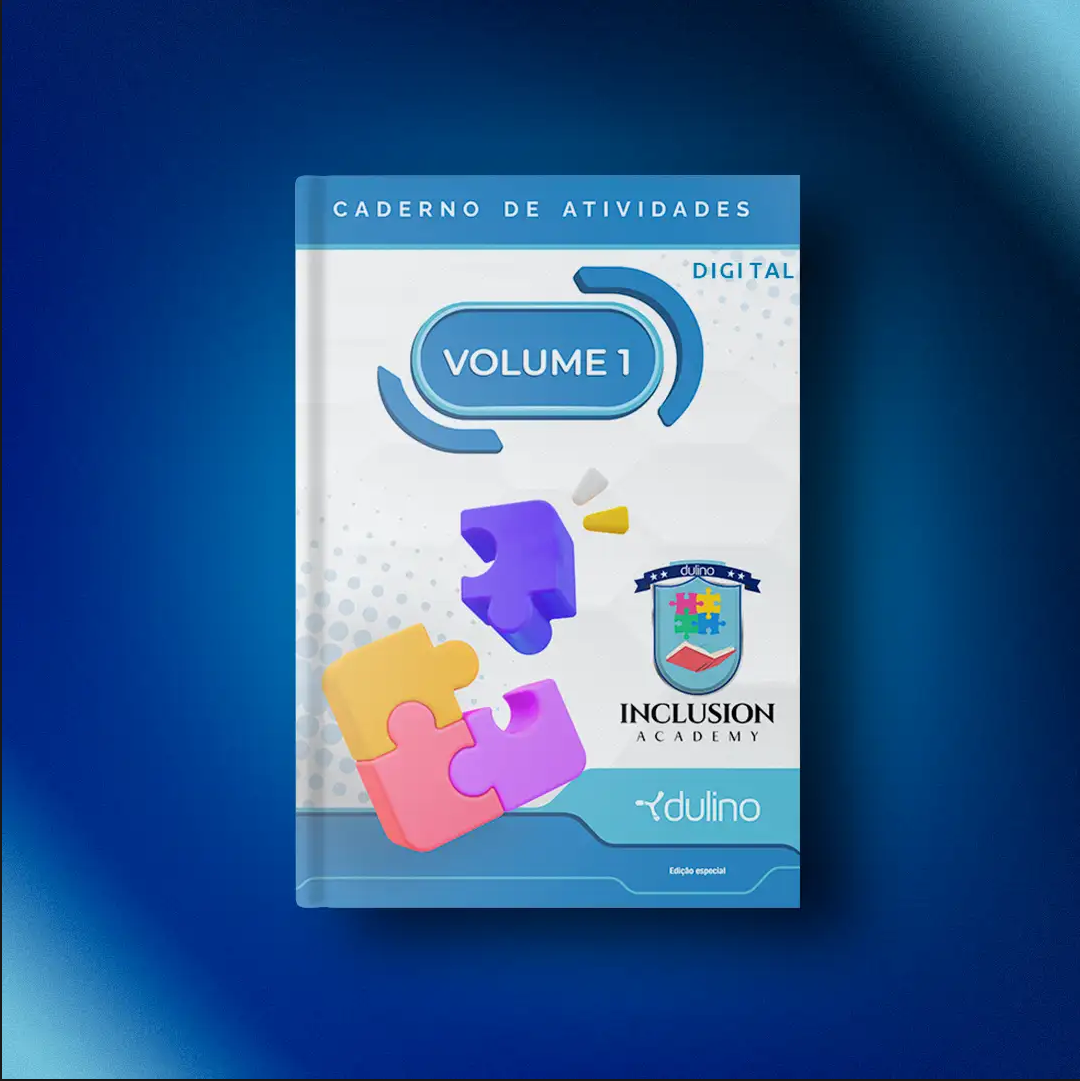 CADERNO DE ATIVIDADES
DIGITAL
VOLUME 1
dulino
INCLUSION
ACADEMY
dulino
Edição especial